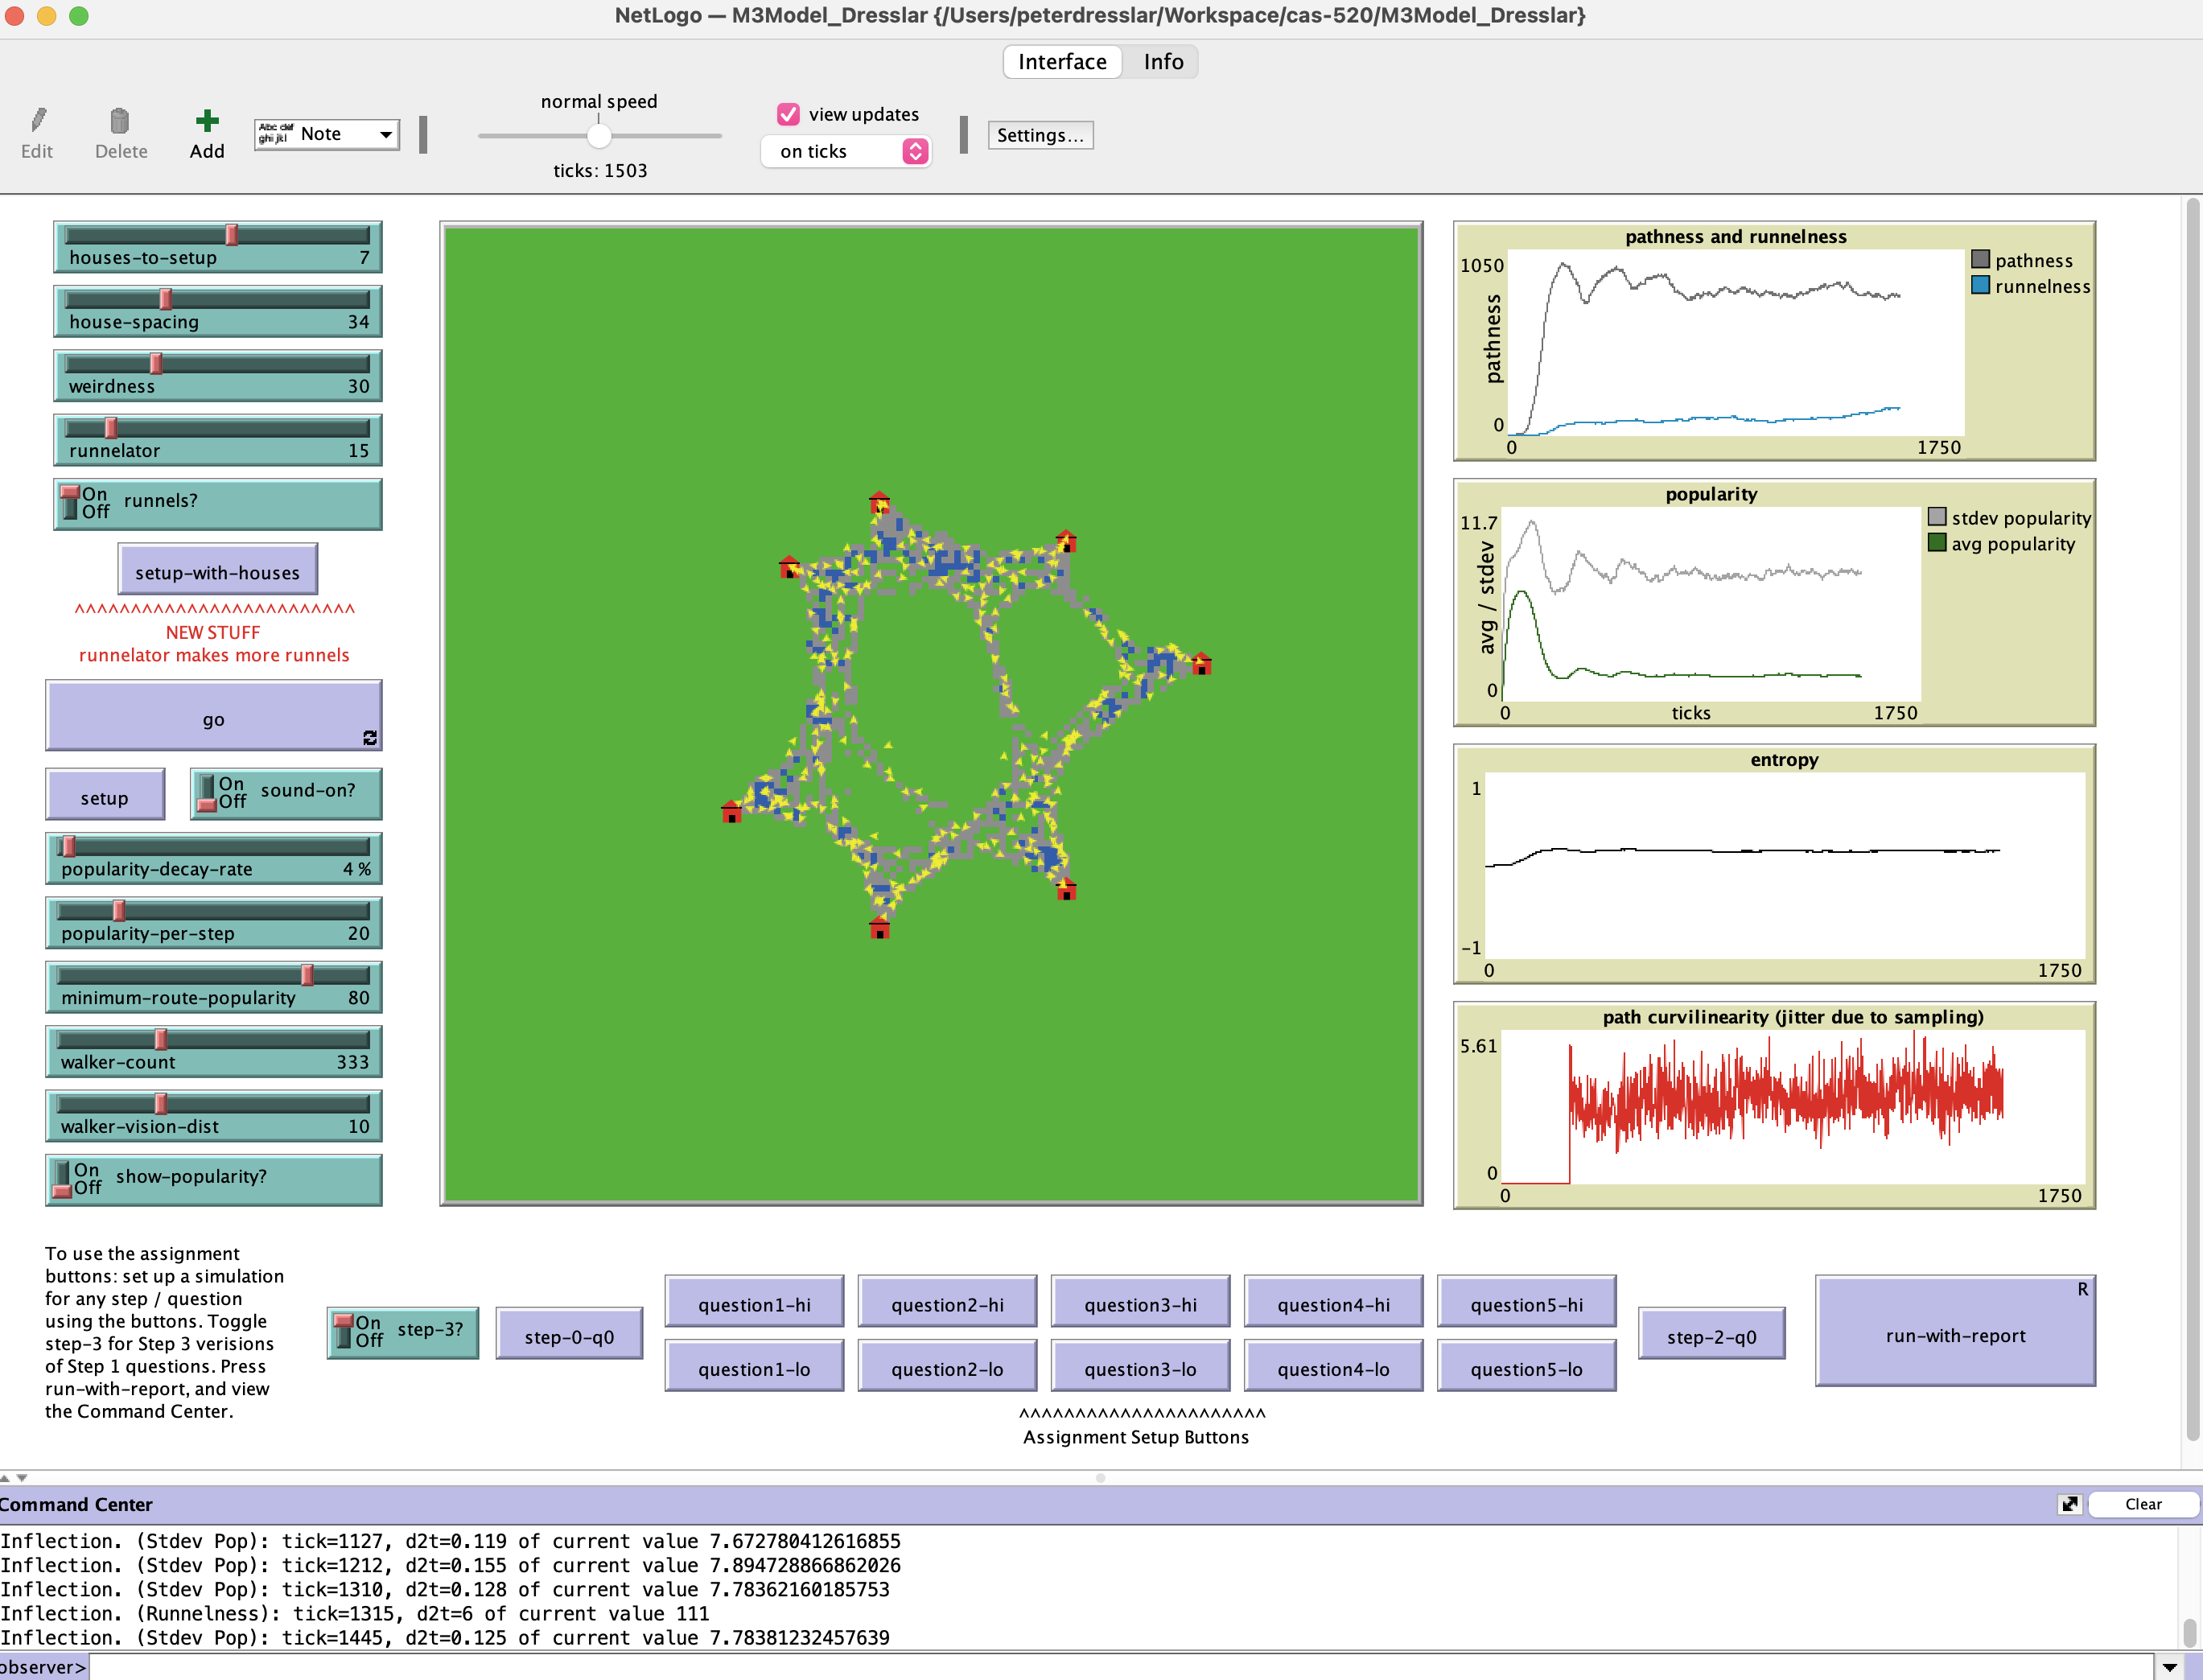 NetLogo — M3Model_Dresslar {/Users/peterdresslar/Workspace/cas-520/M3Model_Dresslar}
Interface Info
Edit
Delete
Add
Abc def
ghi jkl
Note
normal speed
ticks: 1503
view updates
on ticks
Settings...
houses-to-setup 7
house-spacing 34
weirdness 30
runnelator 15
On
Off
runnels?
setup-with-houses
^^^^^^^^^^^^^^^^^^^^^^^^^
NEW STUFF
runnelator makes more runnels
go
setup
On
Off
sound-on?
popularity-decay-rate 4 %
popularity-per-step 20
minimum-route-popularity 80
walker-count 333
walker-vision-dist 10
On
Off
show-popularity?
pathness and runnelness
1050
pathness
0
0 1750
pathness
runnelness
popularity
11.7
avg / stdev
0
0 ticks 1750
stdev popularity
avg popularity
entropy
1
-1
0 1750
path curvilinearity (jitter due to sampling)
5.61
0
0 1750
To use the assignment
buttons: set up a simulation
for any step / question
using the buttons. Toggle
step-3 for Step 3 verisions
of Step 1 questions. Press
run-with-report, and view
the Command Center.
On
Off
step-3?
step-0-q0
question1-hi question2-hi question3-hi question4-hi question5-hi
question1-lo question2-lo question3-lo question4-lo question5-lo
step-2-q0
R
run-with-report
^^^^^^^^^^^^^^^^^^^^^^
Assignment Setup Buttons
Command Center
Clear
Inflection. (Stdev Pop): tick=1127, d2t=0.119 of current value 7.672780412616855
Inflection. (Stdev Pop): tick=1212, d2t=0.155 of current value 7.894728866862026
Inflection. (Stdev Pop): tick=1310, d2t=0.128 of current value 7.78362160185753
Inflection. (Runnelness): tick=1315, d2t=6 of current value 111
Inflection. (Stdev Pop): tick=1445, d2t=0.125 of current value 7.78381232457639
observer>